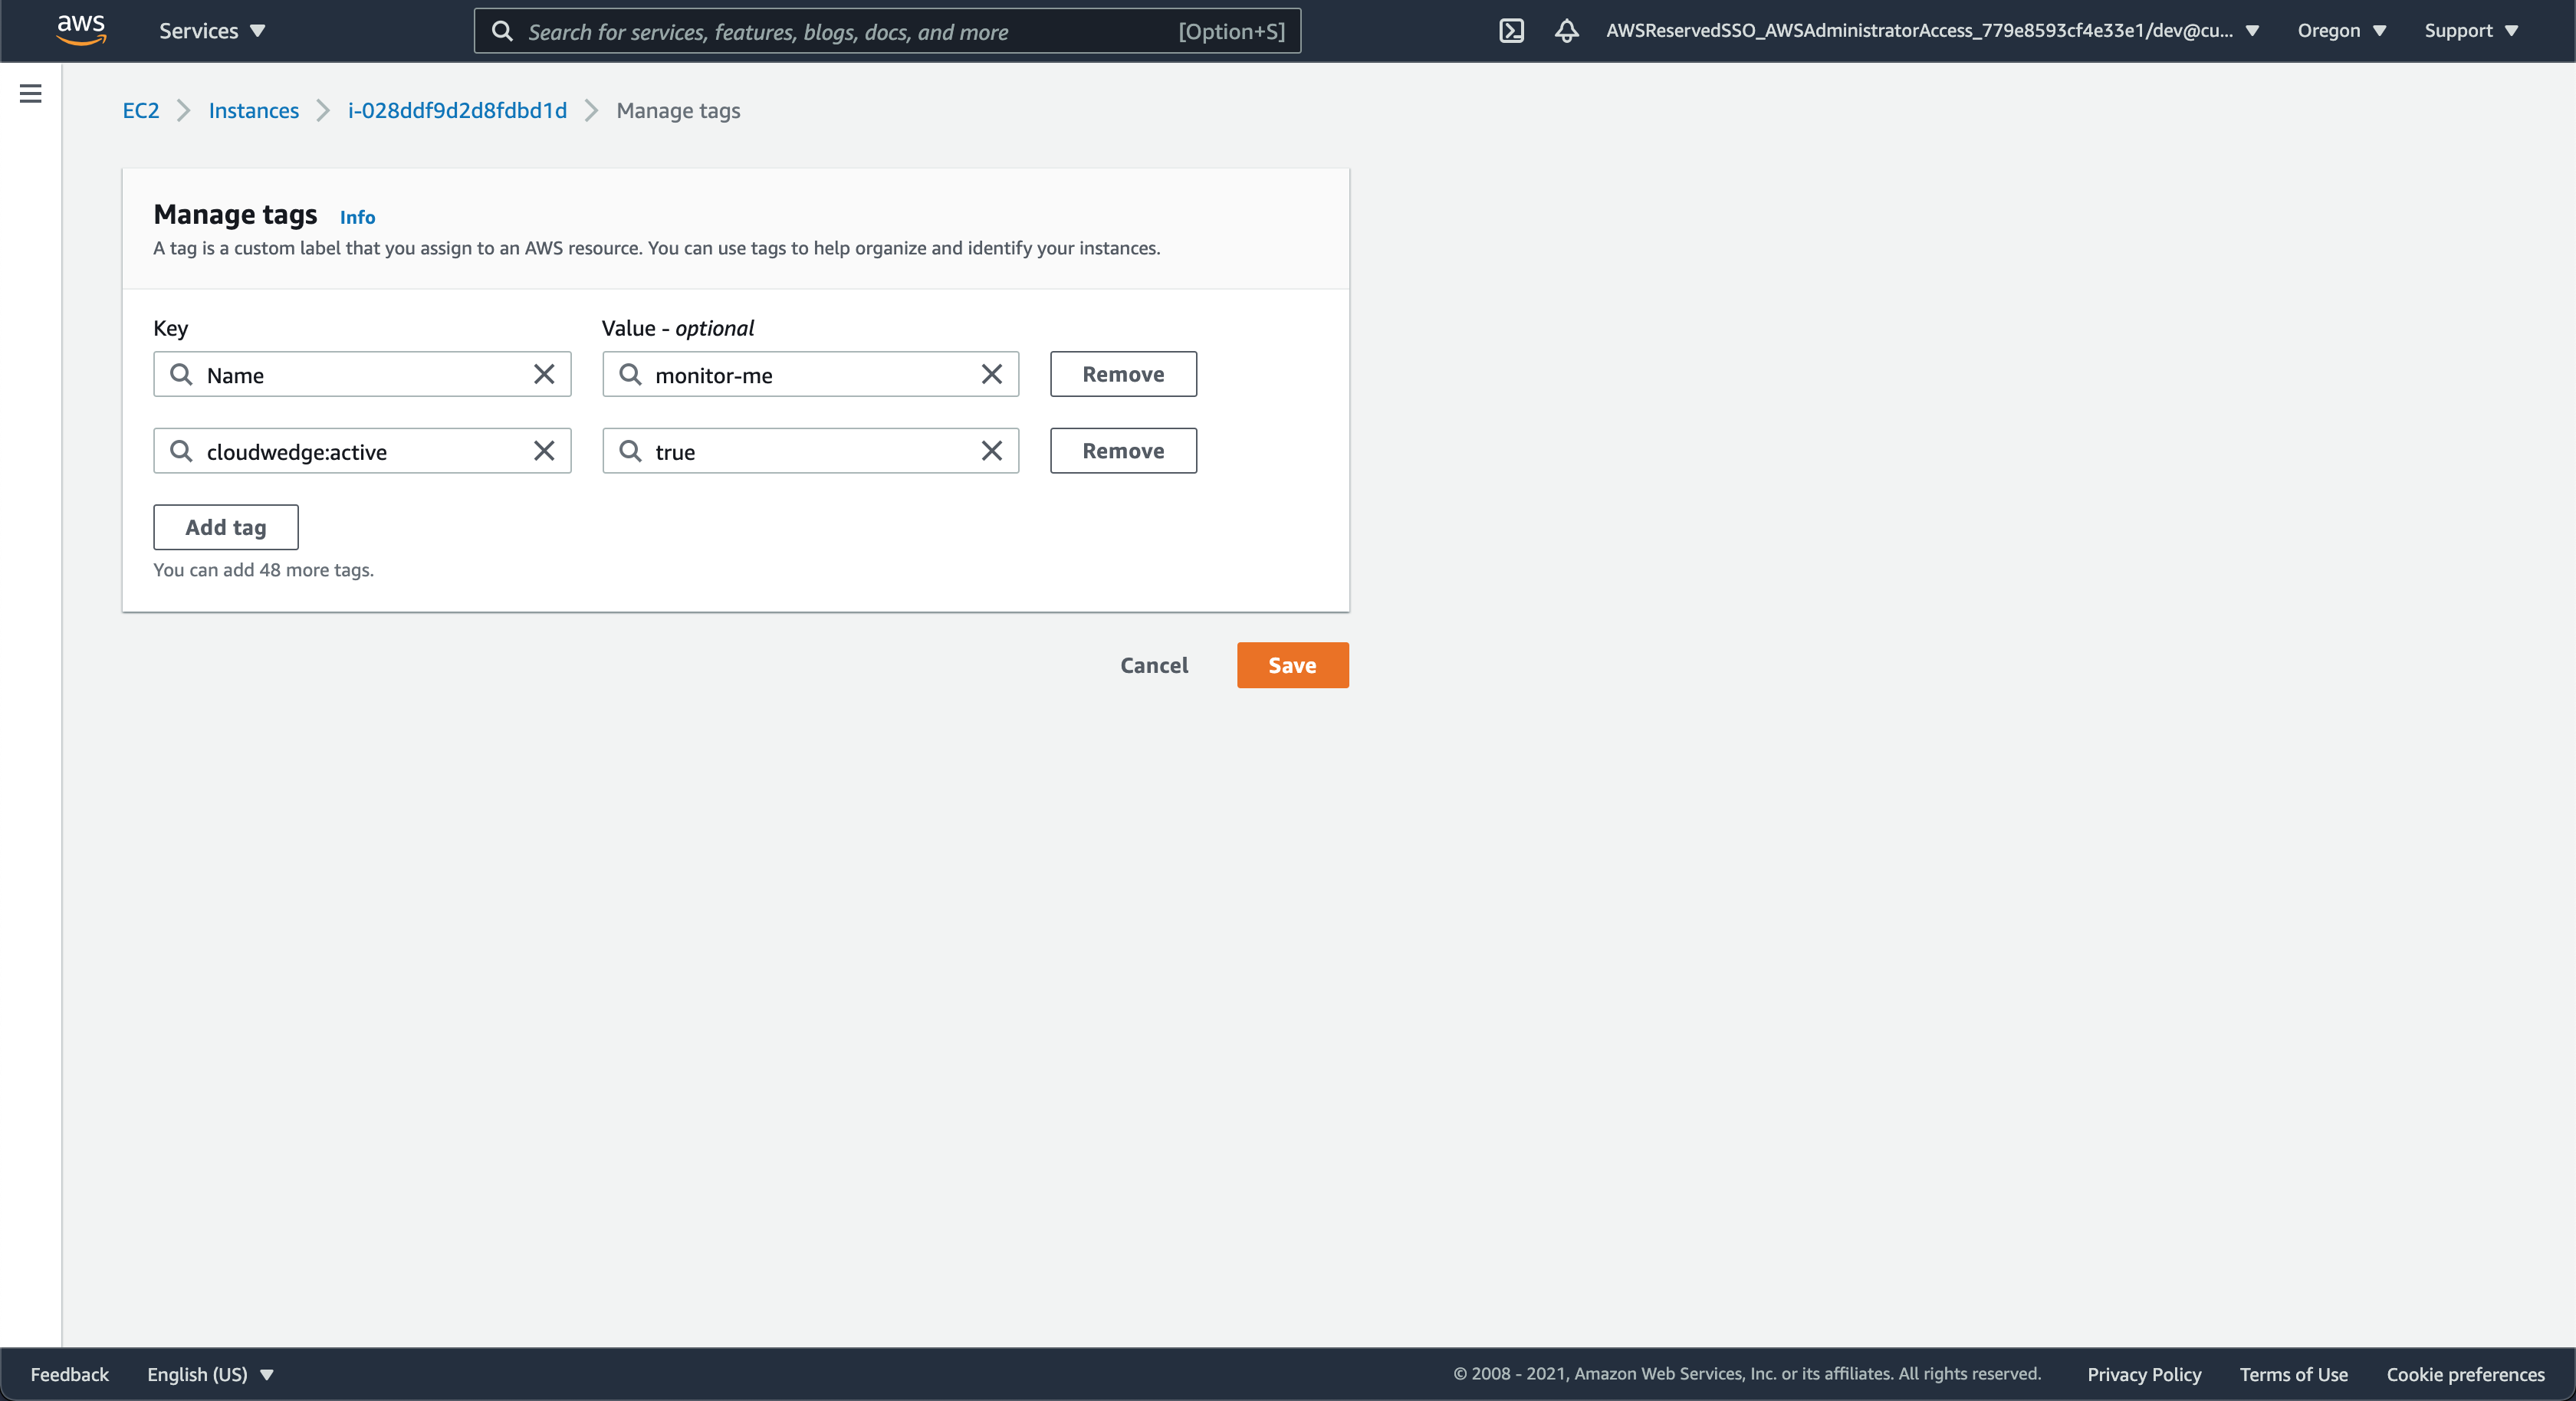 aws Services Search for services, features, blogs, docs, and more [Option+S] AWSReservedSSO_AWSAdministratorAccess_779e8593cf4e33e1/dev@cu... Oregon Support
EC2 Instances i-028ddf9d2d8fdbd1d Manage tags
Manage tags Info
A tag is a custom label that you assign to an AWS resource. You can use tags to help organize and identify your instances.
Key Value - optional
Name monitor-me Remove
cloudwedge:active true Remove
Add tag
You can add 48 more tags.
Cancel Save
Feedback English (US) © 2008 - 2021, Amazon Web Services, Inc. or its affiliates. All rights reserved. Privacy Policy Terms of Use Cookie preferences